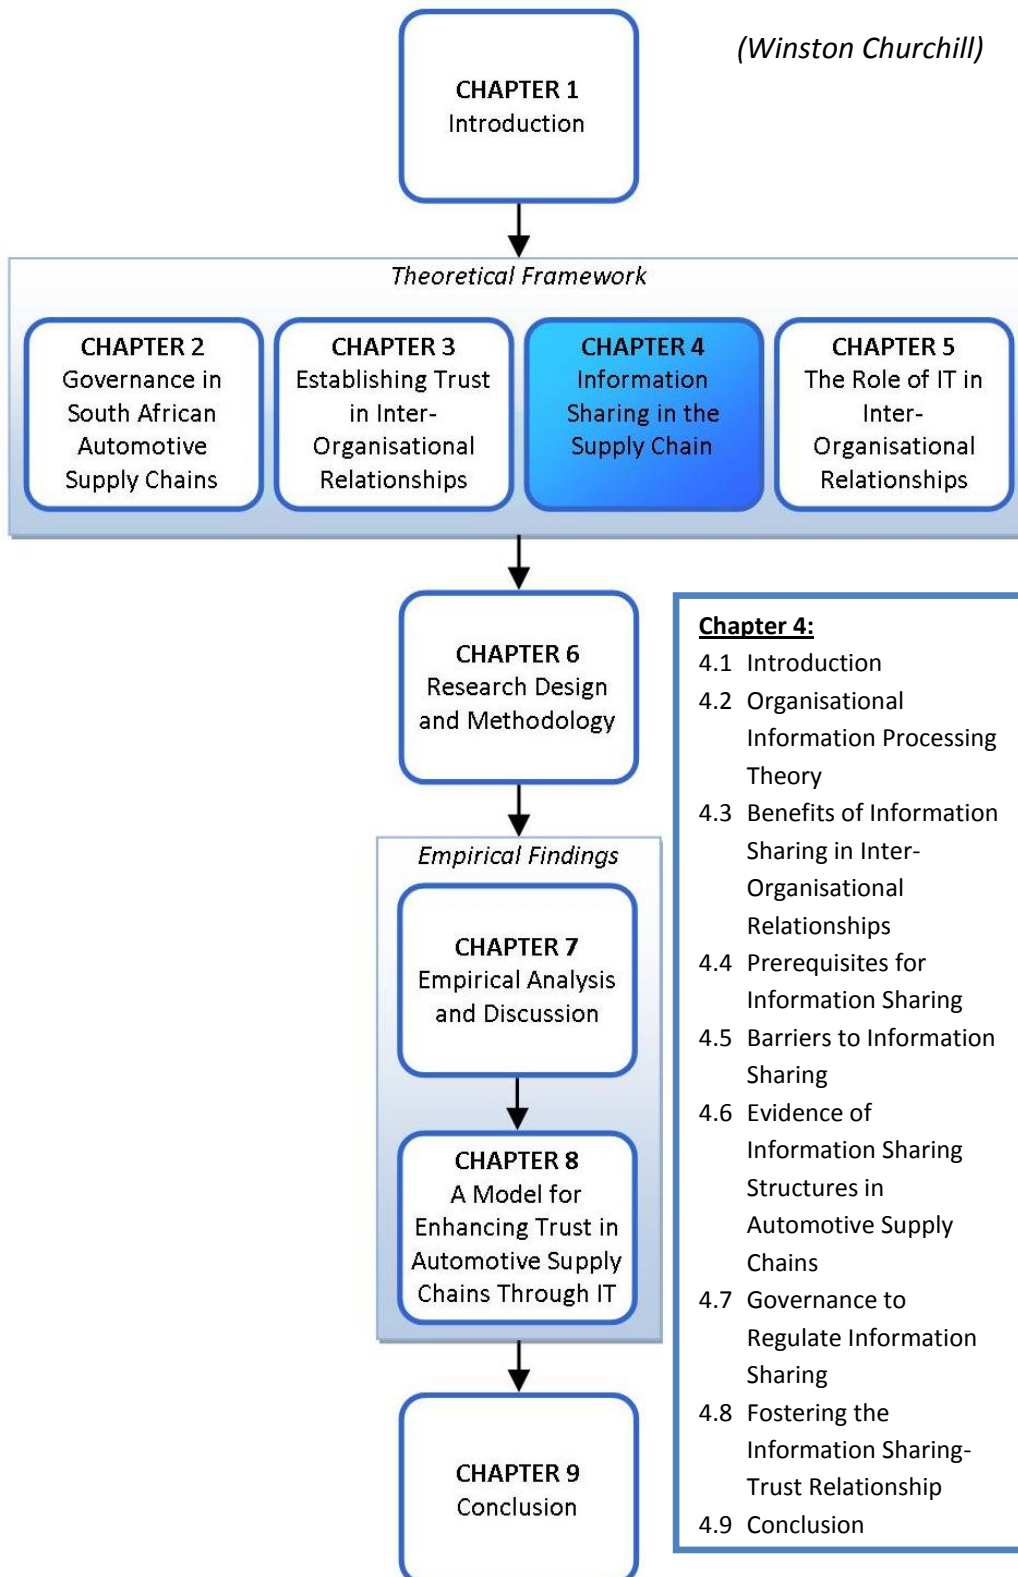 (Winston Churchill)
CHAPTER 1
Introduction
Theoretical Framework
CHAPTER 2
Governance in
South African
Automotive
Supply Chains
CHAPTER 3
Establishing Trust
in Inter-
Organisational
Relationships
CHAPTER 4
Information
Sharing in the
Supply Chain
CHAPTER 5
The Role of IT in
Inter-
Organisational
Relationships
CHAPTER 6
Research Design
and Methodology
Empirical Findings
CHAPTER 7
Empirical Analysis
and Discussion
CHAPTER 8
A Model for
Enhancing Trust in
Automotive Supply
Chains Through IT
CHAPTER 9
Conclusion
Chapter 4:
4.1 Introduction
4.2 Organisational
Information Processing
Theory
4.3 Benefits of Information
Sharing in Inter-
Organisational
Relationships
4.4 Prerequisites for
Information Sharing
4.5 Barriers to Information
Sharing
4.6 Evidence of
Information Sharing
Structures in
Automotive Supply
Chains
4.7 Governance to
Regulate Information
Sharing
4.8 Fostering the
Information Sharing-
Trust Relationship
4.9 Conclusion